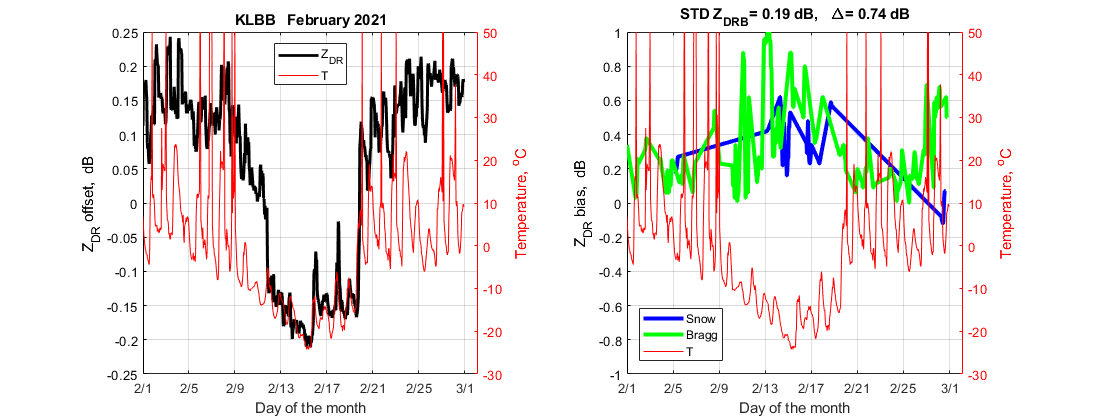 KLBB February 2021
0.25
0.2
0.15
0.1
0.05
0
-0.05
-0.1
-0.15
-0.2
-0.25
Z_DR offset, dB
Z_DR
T
50
40
30
20
10
0
-10
-20
-30
Temperature, °C
2/1 2/5 2/9 2/13 2/17 2/21 2/25 3/1
Day of the month
STD Z_DRB = 0.19 dB, Δ = 0.74 dB
1
0.8
0.6
0.4
0.2
0
-0.2
-0.4
-0.6
-0.8
-1
Z_DR bias, dB
Snow
Bragg
T
50
40
30
20
10
0
-10
-20
-30
Temperature, °C
2/1 2/5 2/9 2/13 2/17 2/21 2/25 3/1
Day of the month